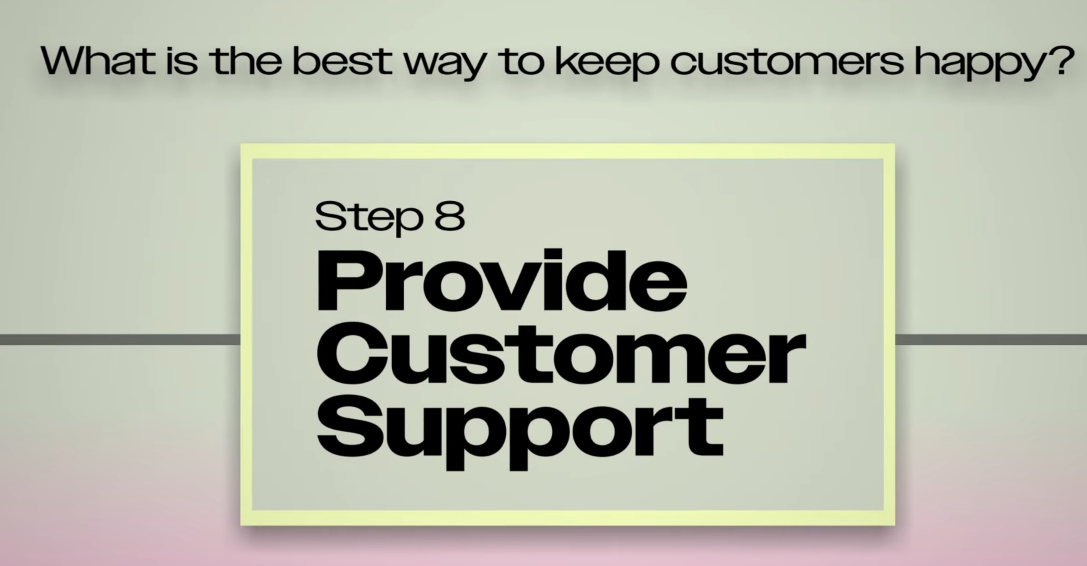 What is the best way to keep customers happy?
Step 8
Provide
Customer
Support